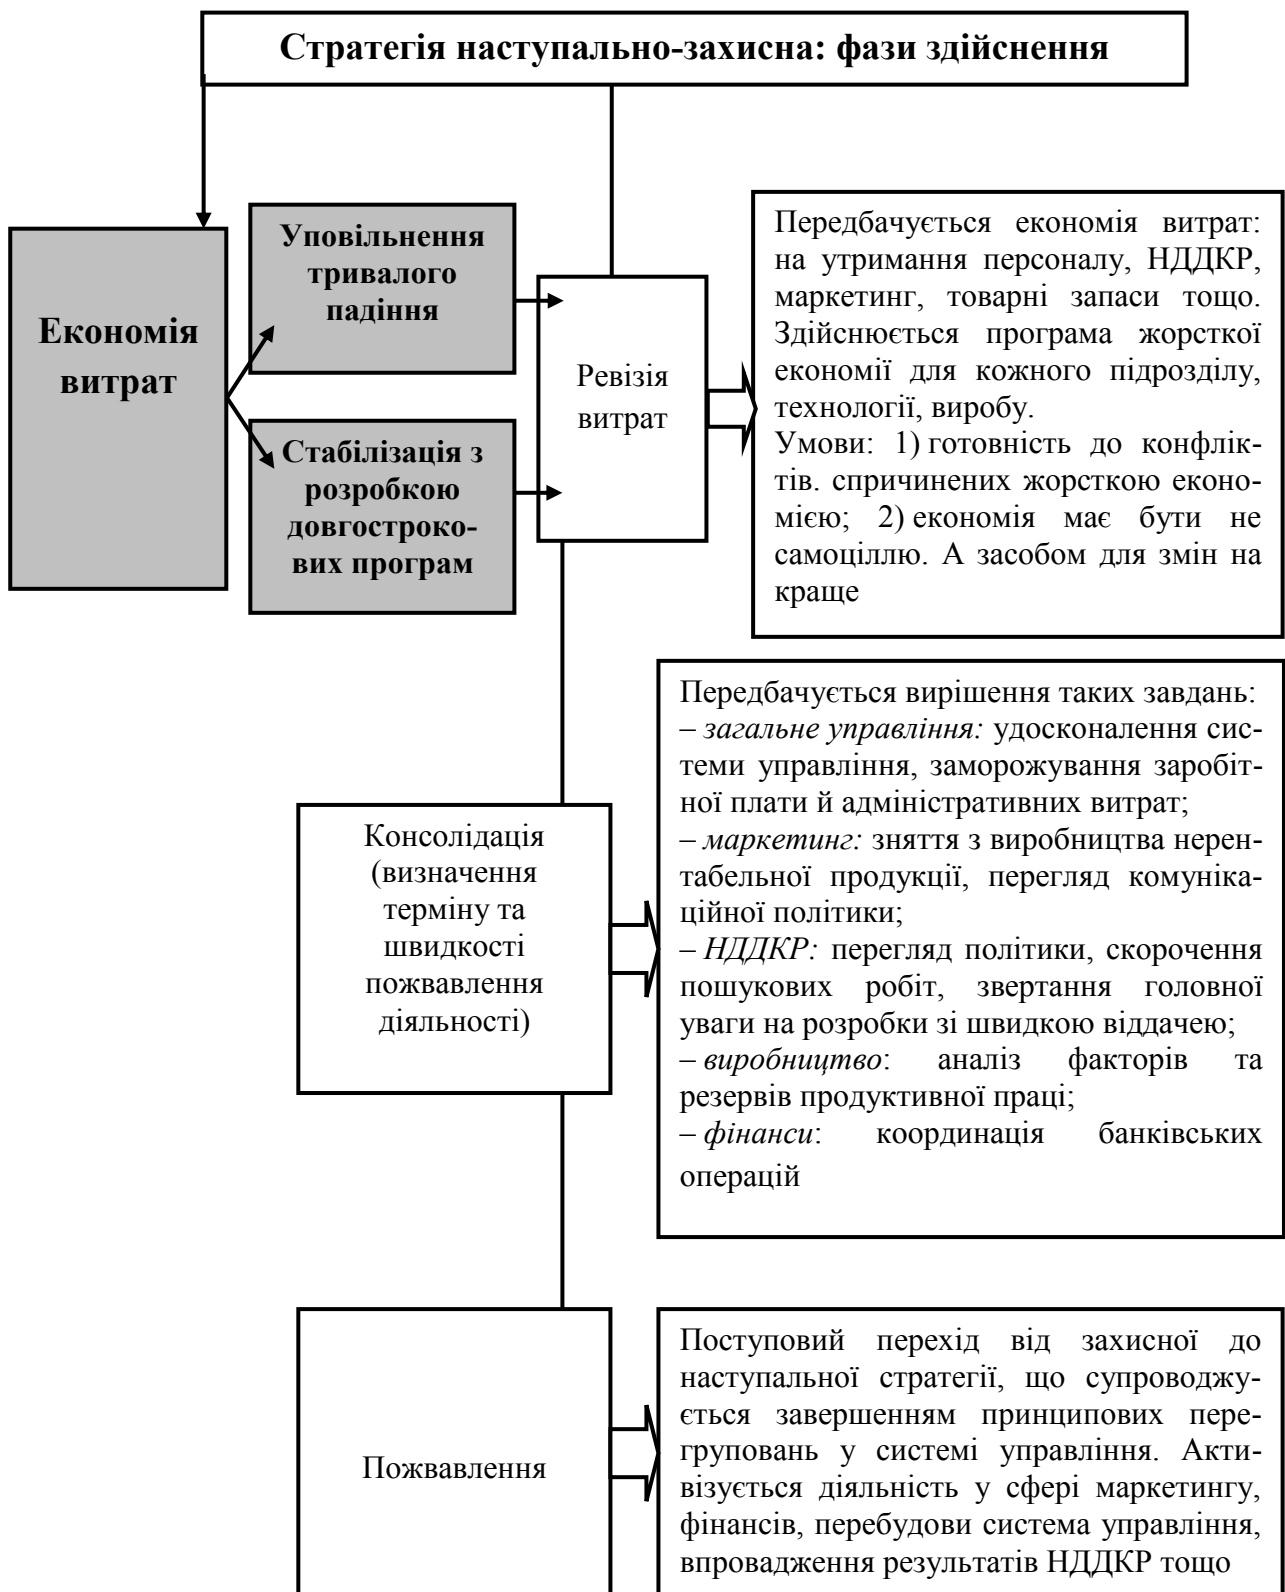 Стратегія наступально-захисна: фази здійснення
Економія
витрат
Уповільнення
тривалого
падіння
Стабілізація з
розробкою
довгостроко-
вих програм
Ревізія
витрат
Передбачується економія витрат:
на утримання персоналу, НДДКР,
маркетинг, товарні запаси тощо.
Здійснюється програма жорсткої
економії для кожного підрозділу,
технології, виробу.
Умови: 1) готовність до конфлік-
тів. спричинених жорсткою еконо-
мією; 2) економія має бути не
самоціллю. А засобом для змін на
краще
Консолідація
(визначення
терміну та
швидкості
пожвавлення
діяльності)
Передбачується вирішення таких завдань:
– загальне управління: удосконалення сис-
теми управління, заморожування заробіт-
ної плати й адміністративних витрат;
– маркетинг: зняття з виробництва нерен-
табельної продукції, перегляд комуніка-
ційної політики;
– НДДКР: перегляд політики, скорочення
пошукових робіт, звертання головної
уваги на розробки зі швидкою віддачею;
– виробництво: аналіз факторів та
резервів продуктивної праці;
– фінанси: координація банківських
операцій
Пожвавлення
Поступовий перехід від захисної до
наступальної стратегії, що супроводжу-
ється завершенням принципових пере-
груповань у системі управління. Акти-
візується діяльність у сфері маркетингу,
фінансів, перебудови система управління,
впровадження результатів НДДКР тощо